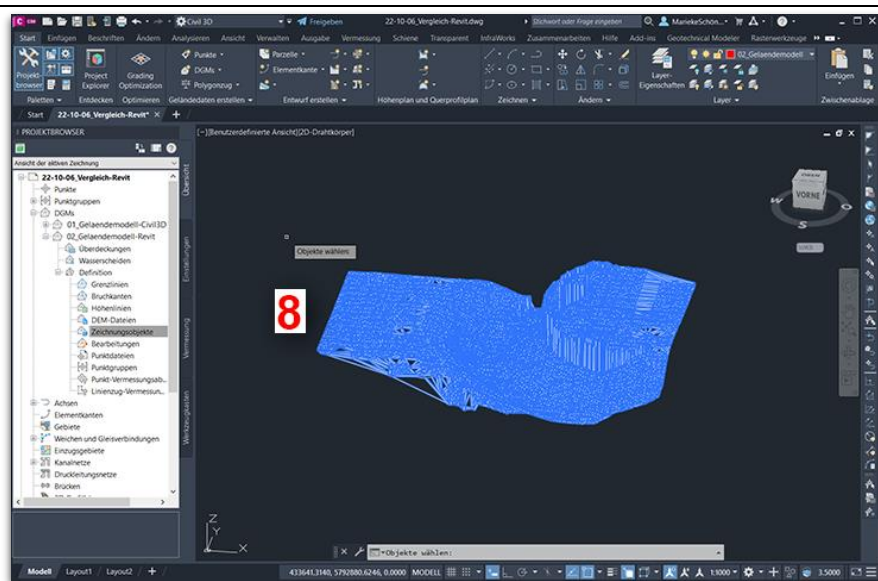 Civil 3D
Freigeben
22-10-06_Vergleich-Revit.dwg
Stichwort oder Frage eingeben
MariekeSchön...
Start Einfügen Beschriften Ändern Analysieren Ansicht Verwalten Ausgabe Vermessung Schiene Transparent InfraWorks Zusammenarbeiten Hilfe Add-ins Geotechnical Modeler Rasterwerkzeuge
Projekt-browser
Project Explorer
Grading Optimization
Punkte
DGMs
Polygonzug
Parzelle
Elementkante
Layer-Eigenschaften
02_Gelaendemodell
Einfügen
Paletten Entdecken Optimieren Geländedaten erstellen Entwurf erstellen Höhenplan und Querprofilplan Zeichnen Ändern Layer Zwischenablage
Start 22-10-06_Vergleich-Revit* +
PROJEKTBROWSER
Ansicht der aktiven Zeichnung
22-10-06_Vergleich-Revit
Punkte
Punktgruppen
DGMs
01_Gelaendemodell-Civil3D
02_Gelaendemodell-Revit
Überdeckungen
Wasserscheiden
Definition
Grenzlinien
Bruchkanten
Höhenlinien
DEM-Dateien
Zeichnungsobjekte
Bearbeitungen
Punktdateien
Punktgruppen
Punkt-Vermessungsab...
Linienzug-Vermessun...
Achsen
Elementkanten
Gebiete
Weichen und Gleisverbindungen
Einzugsgebiete
Kanalnetze
Druckleitungsnetze
Brücken
Übersicht
Einstellungen
Vermessung
Werkzeugkasten
[-][Benutzerdefinierte Ansicht][2D-Drahtkörper]
Objekte wählen:
8
VORNE
W
S
Z
Y
X
Objekte wählen:
Modell Layout1 Layout2 +
433641.3140, 5792880.6246, 0.0000 MODELL
1:1000
3.5000